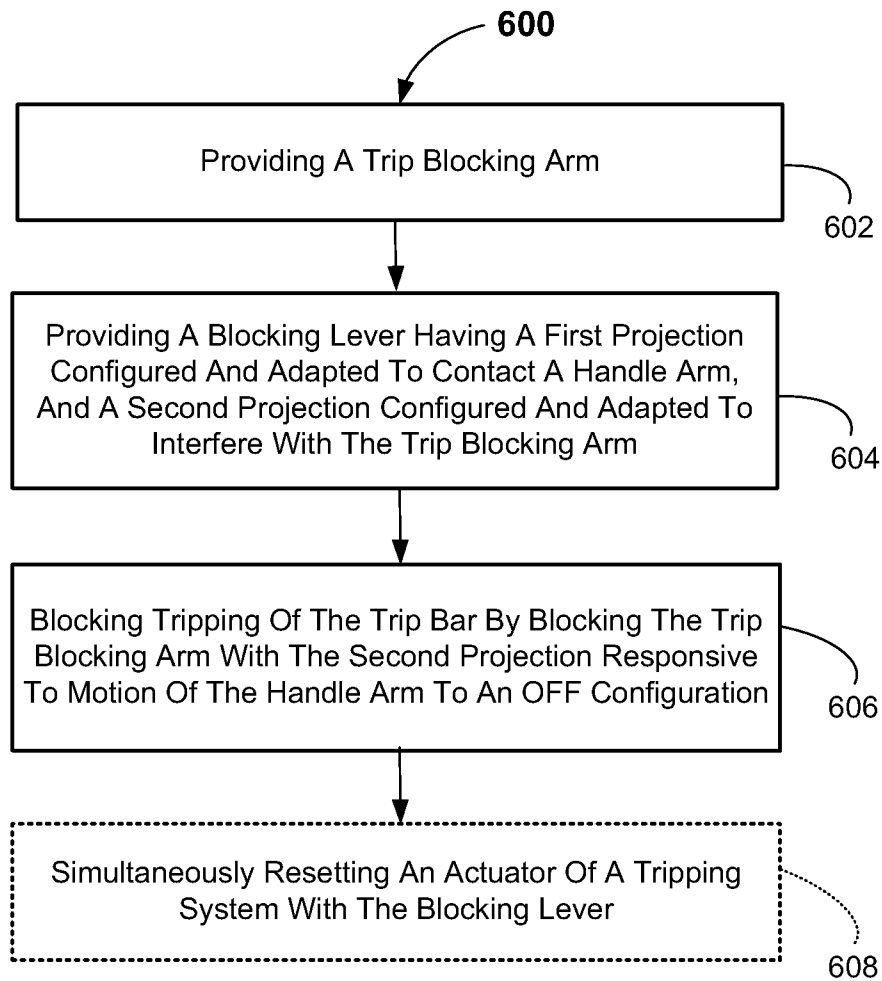 600
Providing A Trip Blocking Arm
602
Providing A Blocking Lever Having A First Projection
Configured And Adapted To Contact A Handle Arm,
And A Second Projection Configured And Adapted To
Interfere With The Trip Blocking Arm
604
Blocking Tripping Of The Trip Bar By Blocking The Trip
Blocking Arm With The Second Projection Responsive
To Motion Of The Handle Arm To An OFF Configuration
606
Simultaneously Resetting An Actuator Of A Tripping
System With The Blocking Lever
608